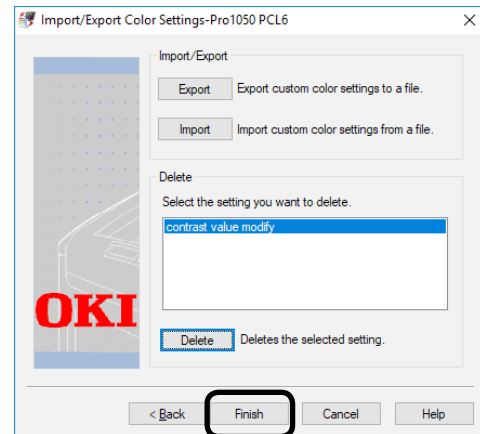 Import/Export Color Settings-Pro1050 PCL6
Import/Export
Export Export custom color settings to a file.
Import Import custom color settings from a file.
Delete
Select the setting you want to delete.
contrast value modify
OKI
Delete Deletes the selected setting.
< Back Finish Cancel Help